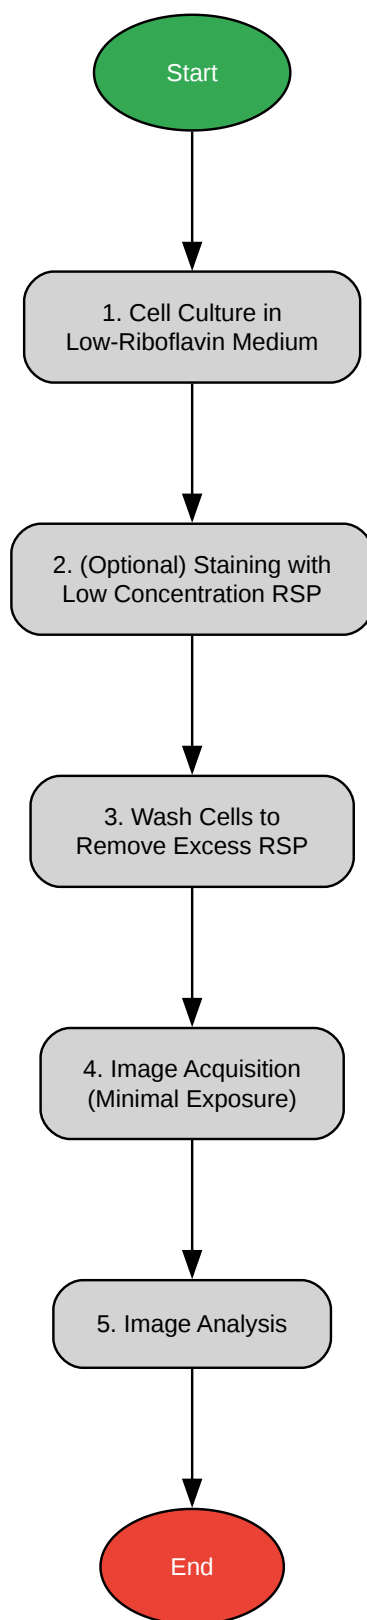 Start
1. Cell Culture in
Low-Riboflavin Medium
2. (Optional) Staining with
Low Concentration RSP
3. Wash Cells to
Remove Excess RSP
4. Image Acquisition
(Minimal Exposure)
5. Image Analysis
End